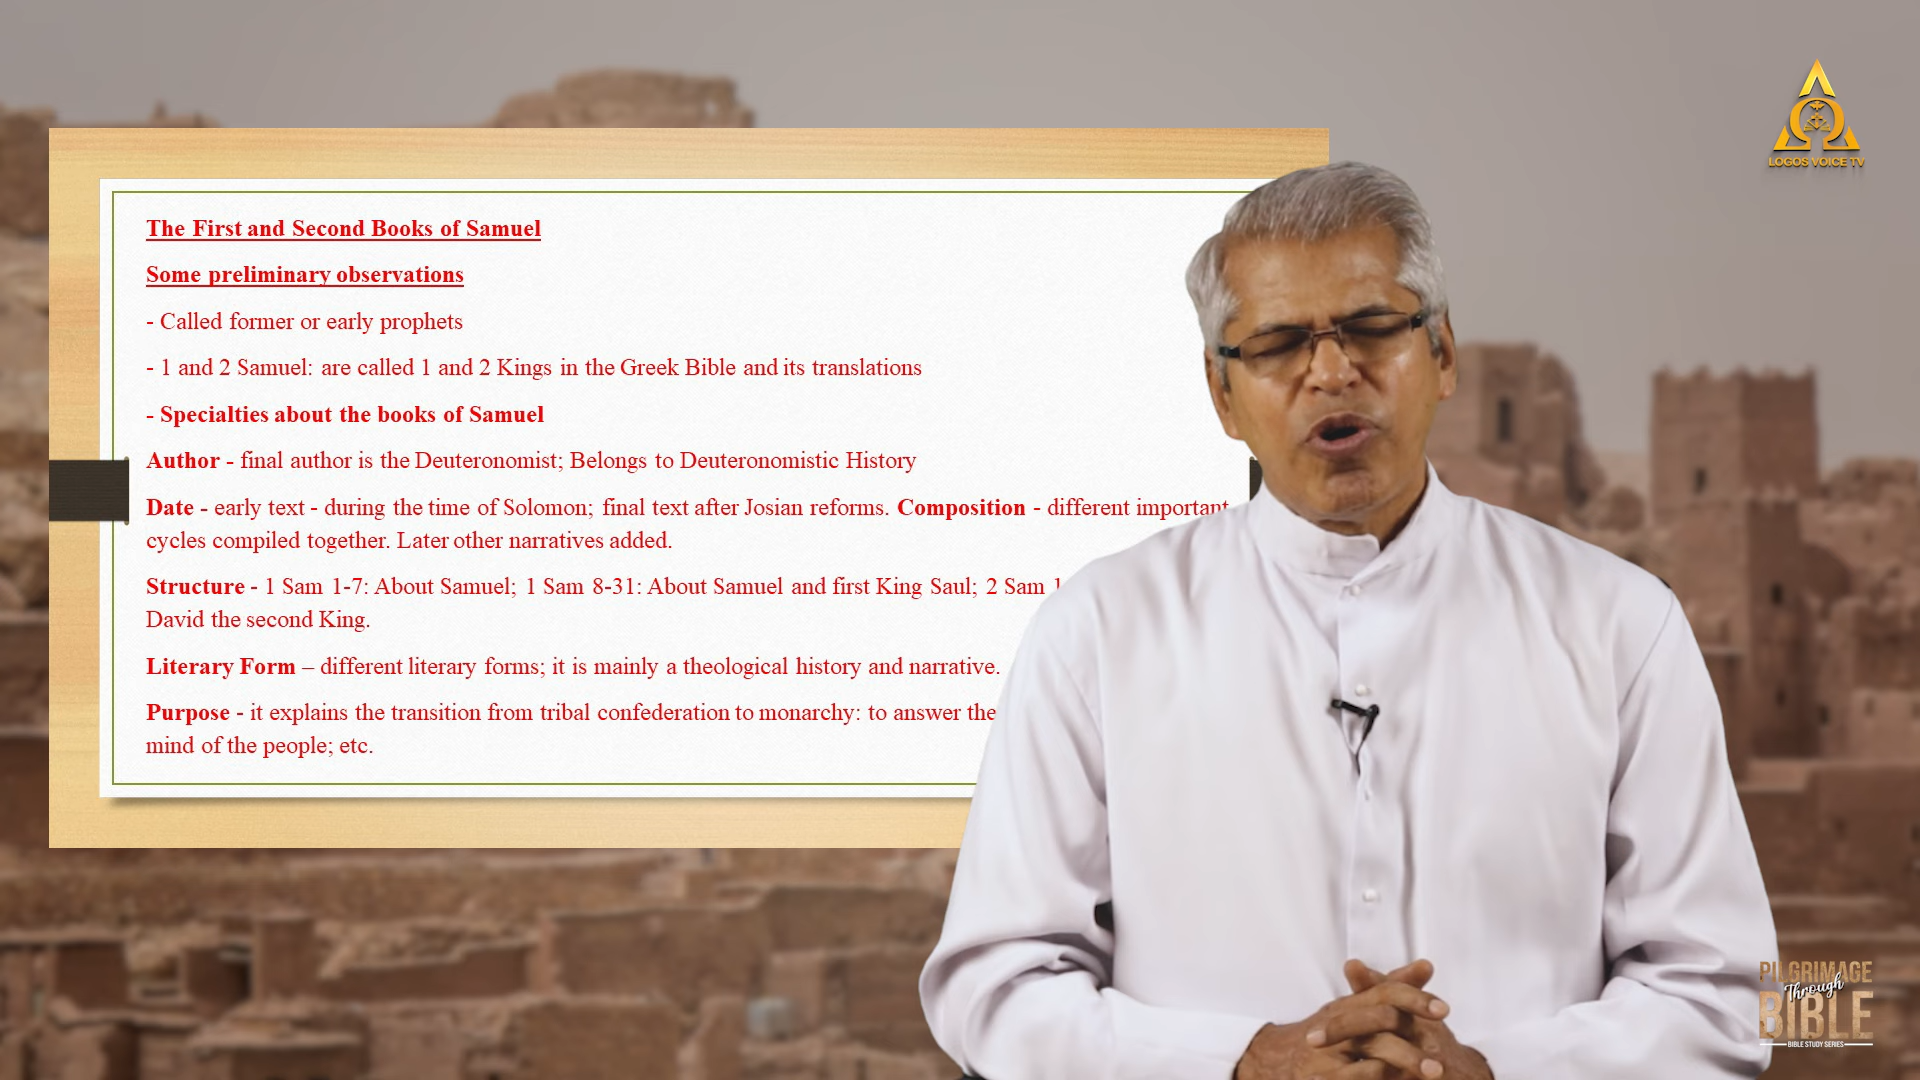 LOGOS VOICE TV
The First and Second Books of Samuel
Some preliminary observations
- Called former or early prophets
- 1 and 2 Samuel: are called 1 and 2 Kings in the Greek Bible and its translations
- Specialties about the books of Samuel
Author - final author is the Deuteronomist; Belongs to Deuteronomistic History
Date - early text - during the time of Solomon; final text after Josian reforms. Composition - different important
cycles compiled together. Later other narratives added.
Structure - 1 Sam 1-7: About Samuel; 1 Sam 8-31: About Samuel and first King Saul; 2 Sam 1
David the second King.
Literary Form – different literary forms; it is mainly a theological history and narrative.
Purpose - it explains the transition from tribal confederation to monarchy: to answer the
mind of the people; etc.
PILGRIMAGE
Through
BIBLE
BIBLE STUDY SERIES